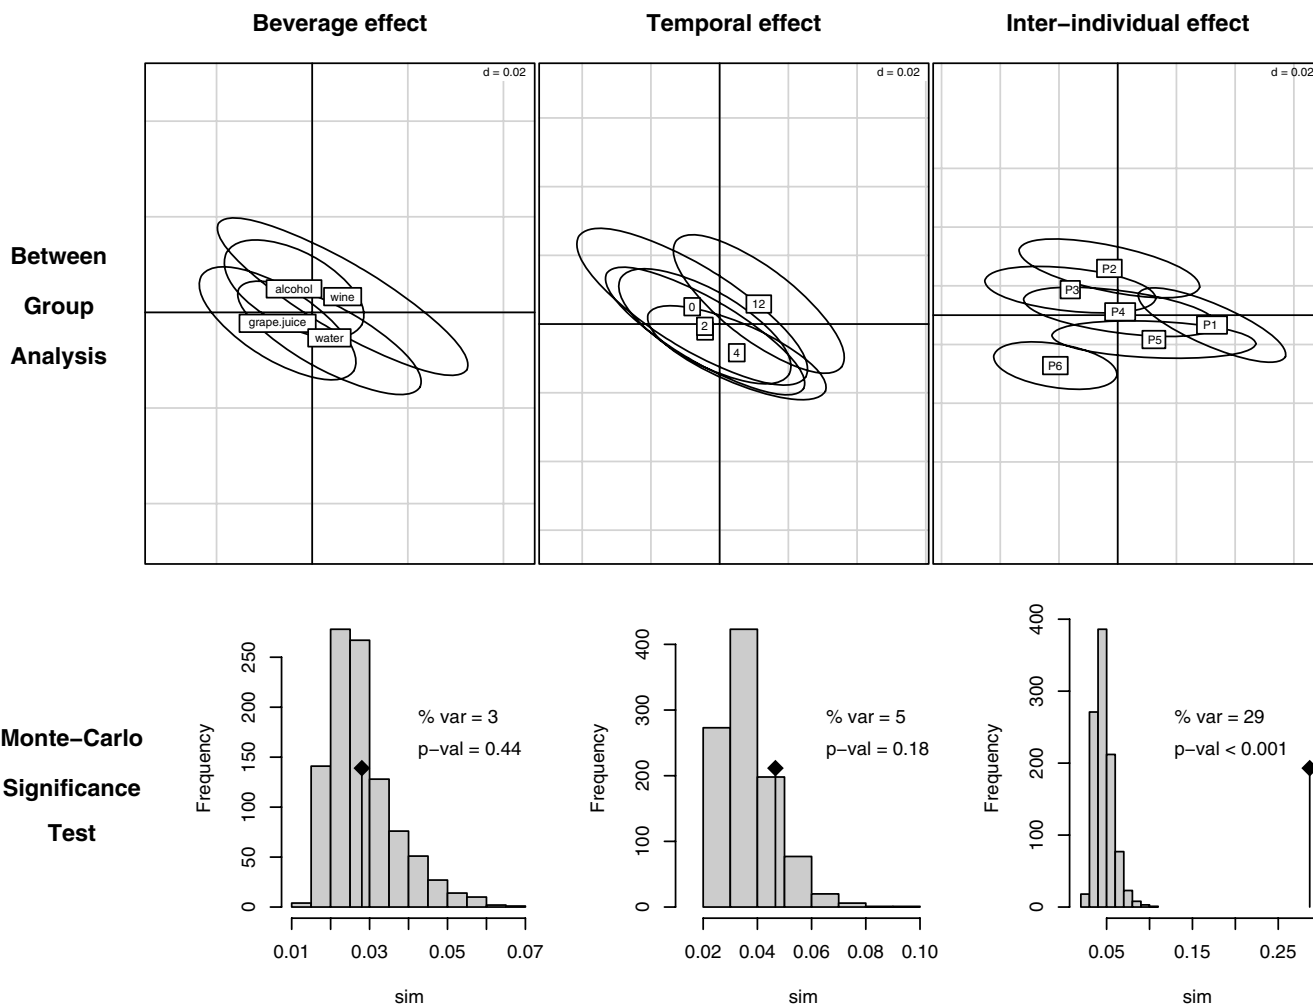 Beverage effect
Temporal effect
Inter−individual effect
d = 0.02
d = 0.02
d = 0.02
Between
Group
Analysis
alcohol
wine
grape.juice
water
0
12
2
4
P2
P3
P4
P1
P5
P6
Monte−Carlo
Significance
Test
Frequency
0
50
100
150
200
250
% var = 3
p−val = 0.44
0.01
0.03
0.05
0.07
sim
Frequency
0
100
200
300
400
% var = 5
p−val = 0.18
0.02
0.04
0.06
0.08
0.10
sim
Frequency
0
100
200
300
400
% var = 29
p−val < 0.001
0.05
0.15
0.25
sim